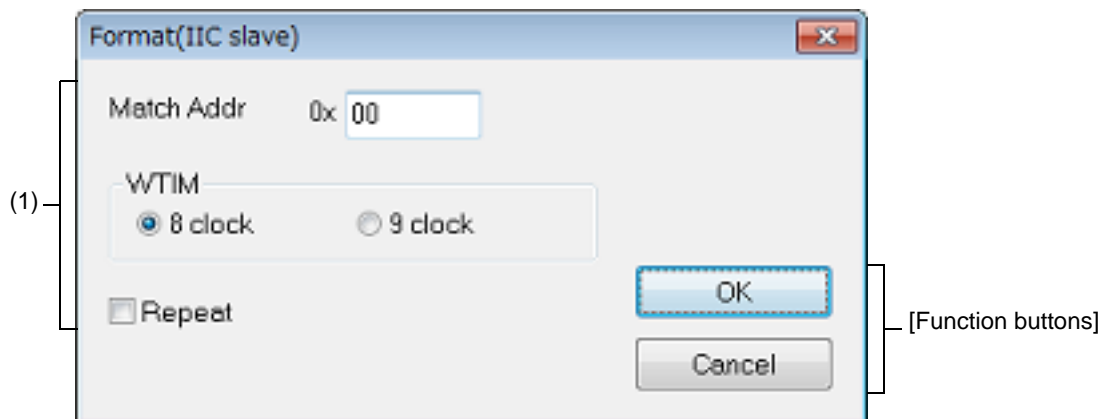 Format(IIC slave)
Match Addr 0x 00
(1)
WTIM
8 clock 9 clock
Repeat
OK
[Function buttons]
Cancel